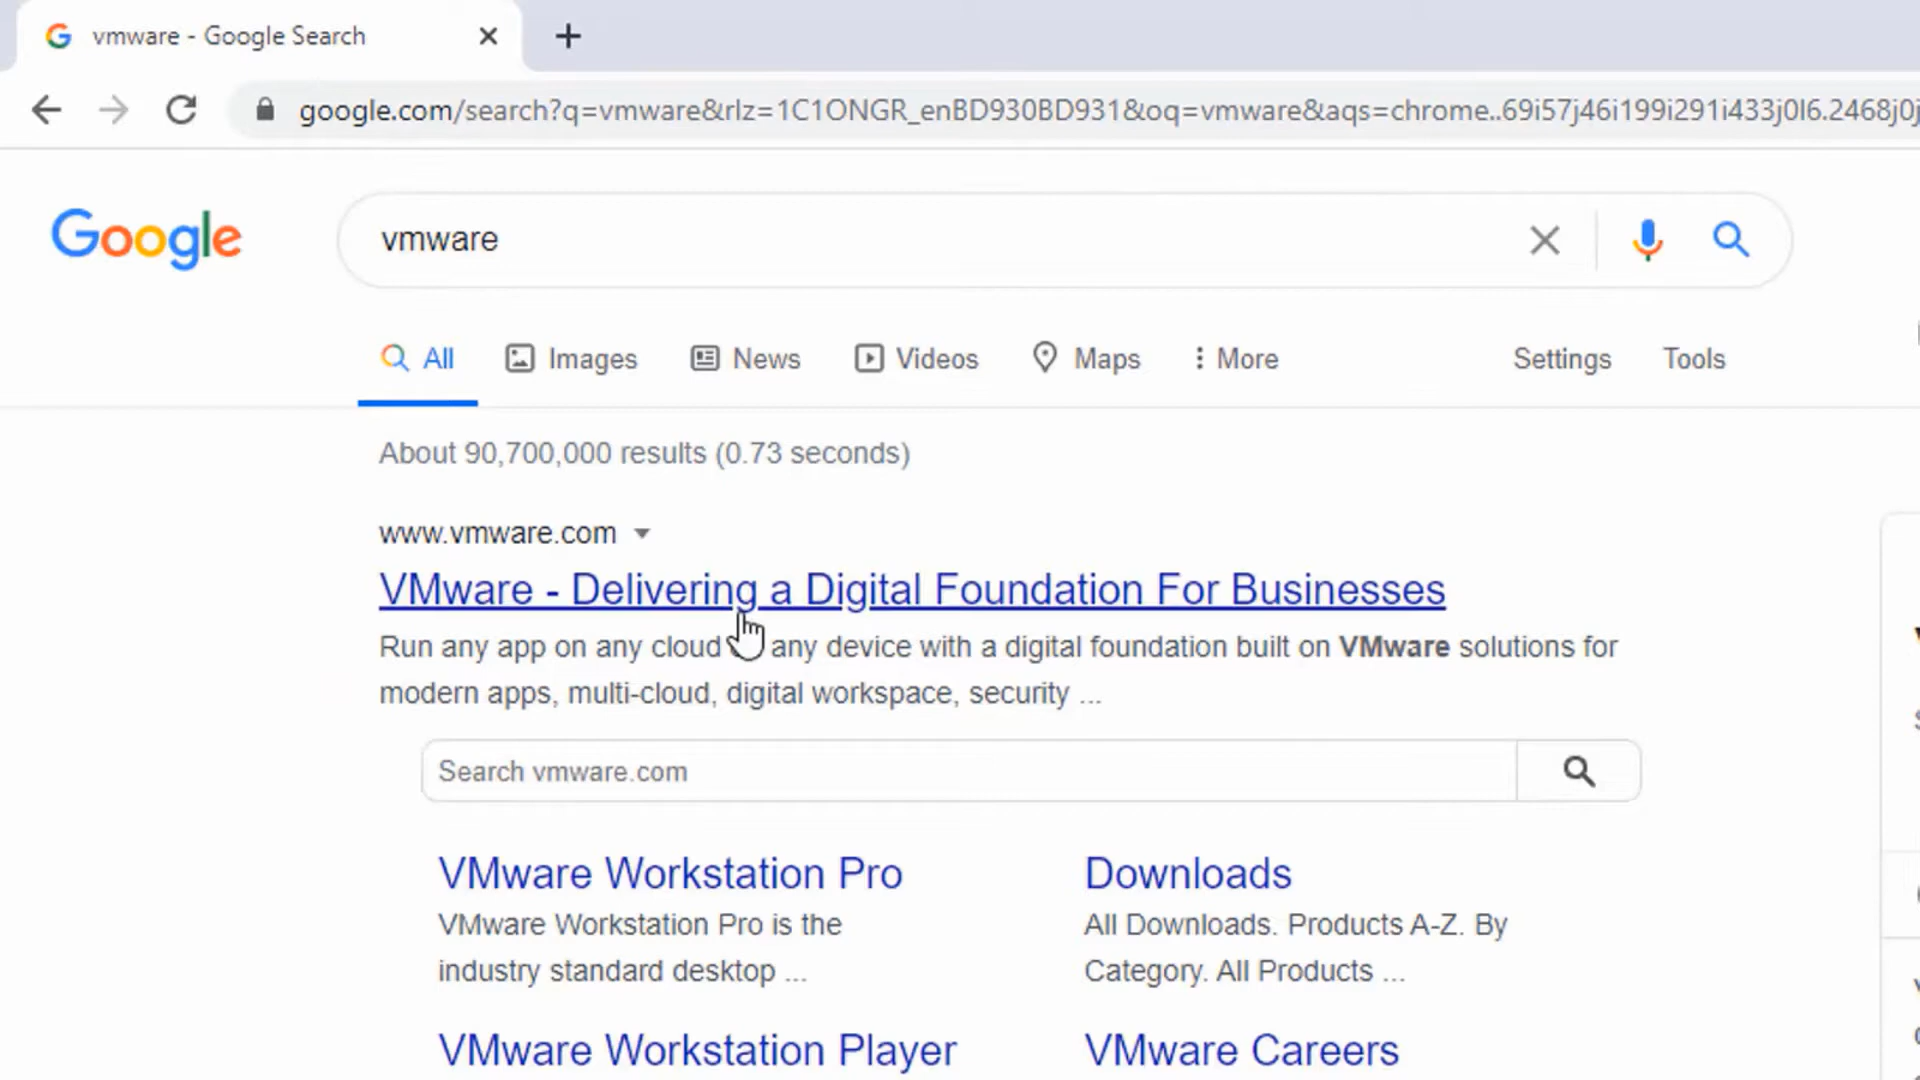 vmware - Google Search
google.com/search?q=vmware&rlz=1C1ONGR_enBD930BD931&oq=vmware&aqs=chrome..69i57j46i199i291i433j0l6.2468j0j
Google
vmware
All Images News Videos Maps More Settings Tools
About 90,700,000 results (0.73 seconds)
www.vmware.com
VMware - Delivering a Digital Foundation For Businesses
Run any app on any cloud any device with a digital foundation built on VMware solutions for
modern apps, multi-cloud, digital workspace, security ...
Search vmware.com
VMware Workstation Pro
VMware Workstation Pro is the
industry standard desktop ...
Downloads
All Downloads. Products A-Z. By
Category. All Products ...
VMware Workstation Player
VMware Careers